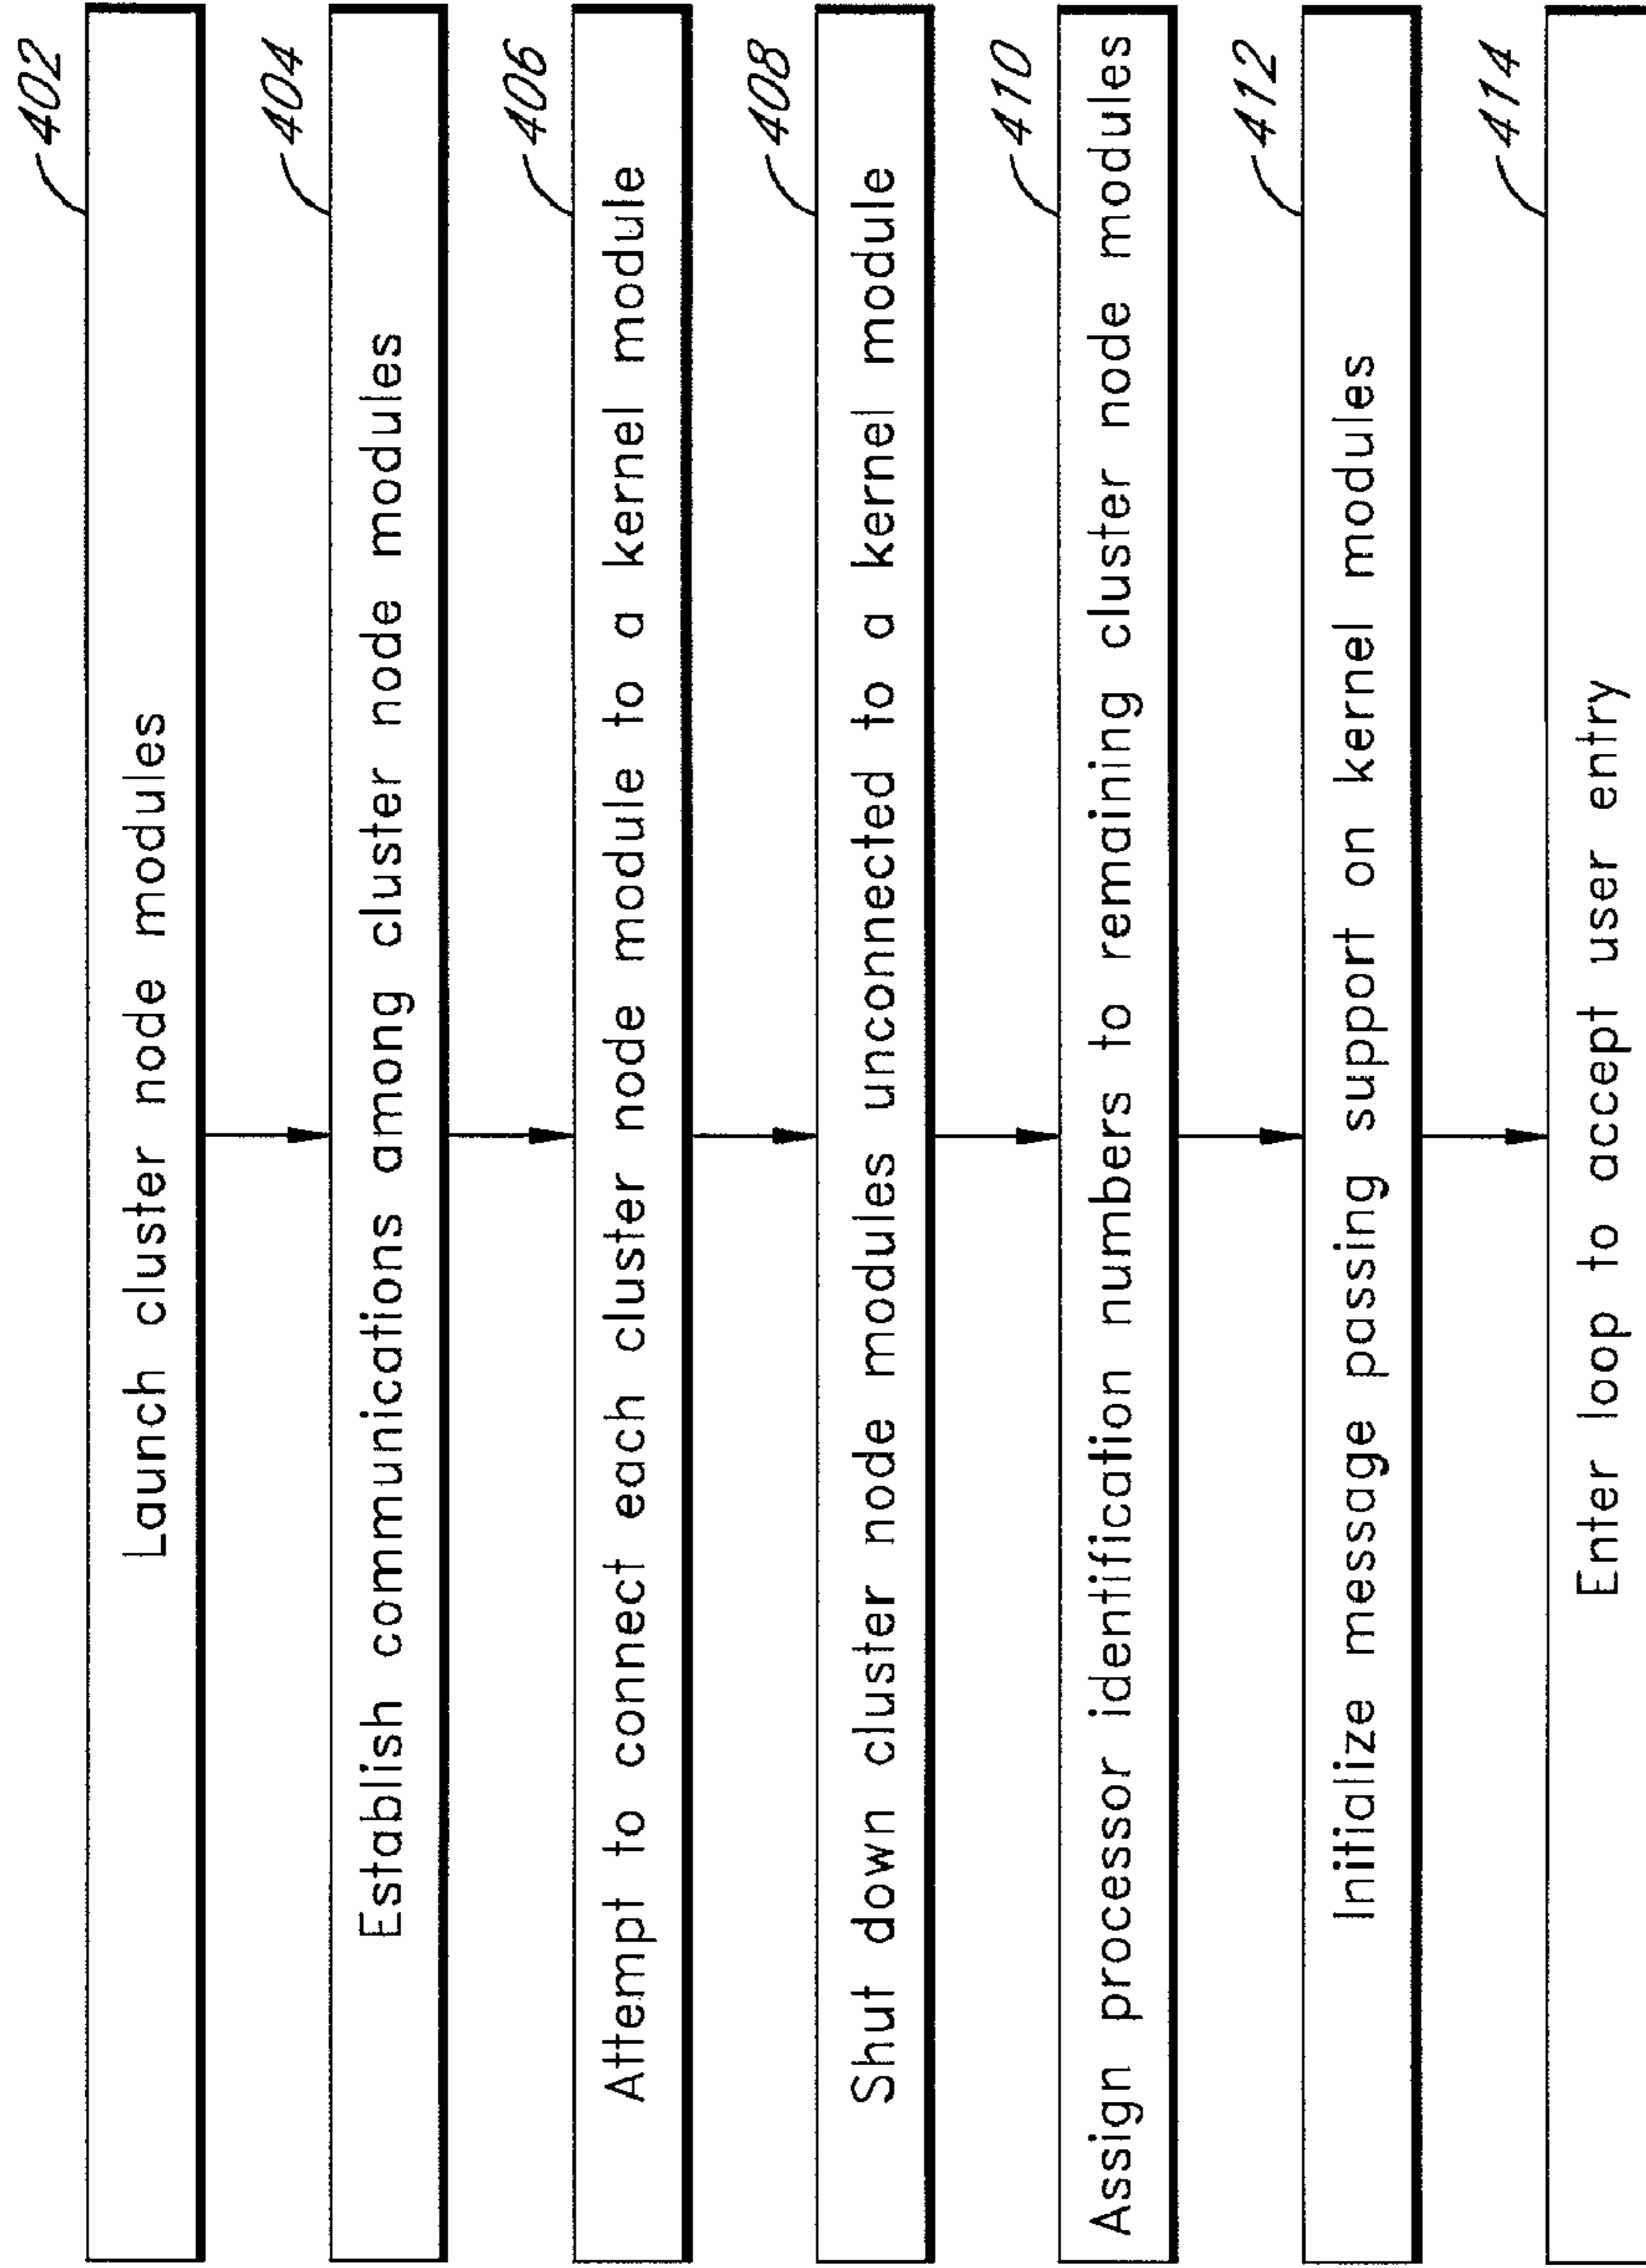 402
Launch cluster node modules
404
Establish communications among cluster node modules
406
Attempt to connect each cluster node module to a kernel module
408
Shut down cluster node modules unconnected to a kernel module
410
Assign processor identification numbers to remaining cluster node modules
412
Initialize message passing support on kernel modules
414
Enter loop to accept user entry